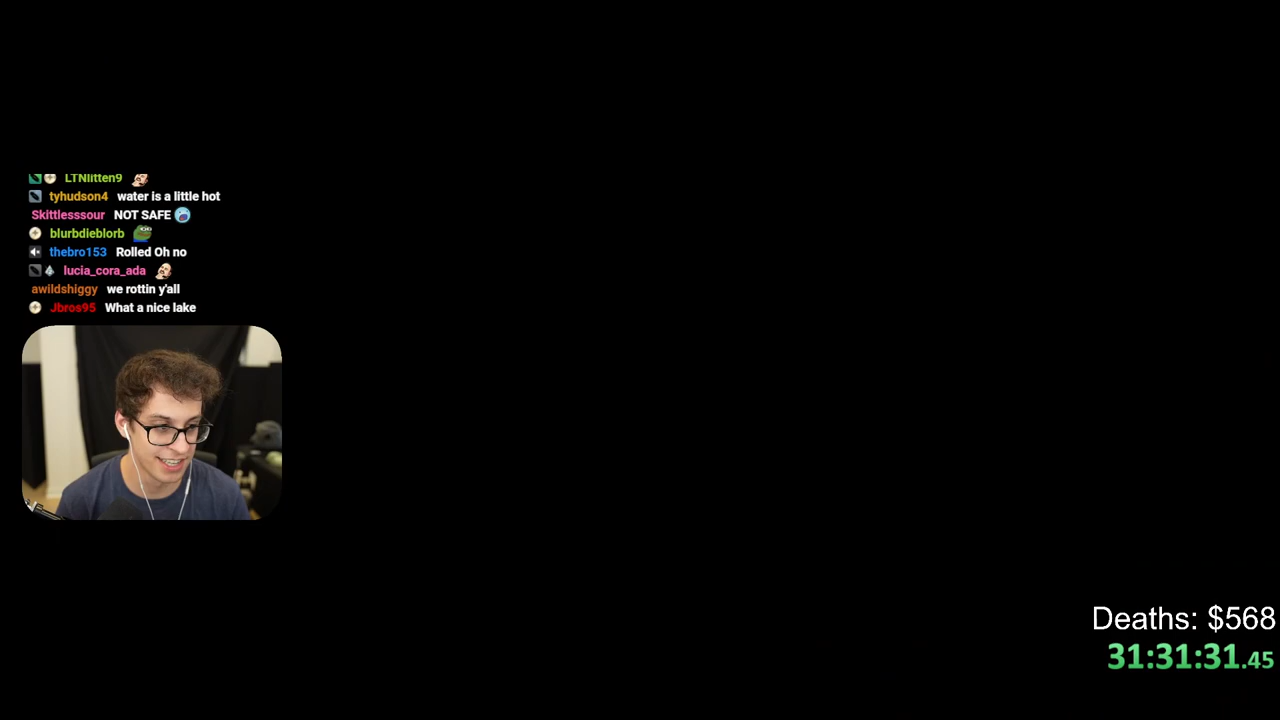 LTNlitten9
tyhudson4 water is a little hot
Skittlesssour NOT SAFE
blurbdieblorb
thebro153 Rolled Oh no
lucia_cora_ada
awildshiggy we rottin y'all
Jbros95 What a nice lake
Deaths: $568
31:31:31.45